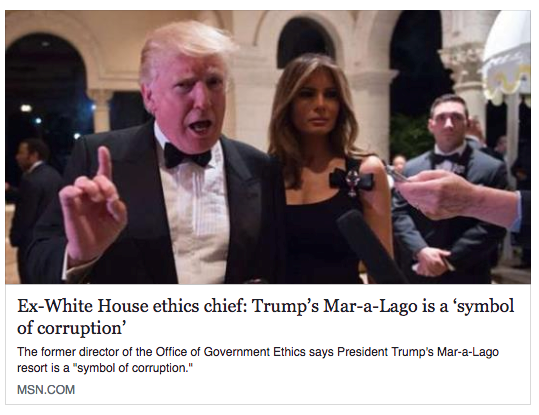 Ex-White House ethics chief: Trump’s Mar-a-Lago is a ‘symbol
of corruption’
The former director of the Office of Government Ethics says President Trump's Mar-a-Lago
resort is a "symbol of corruption."
MSN.COM